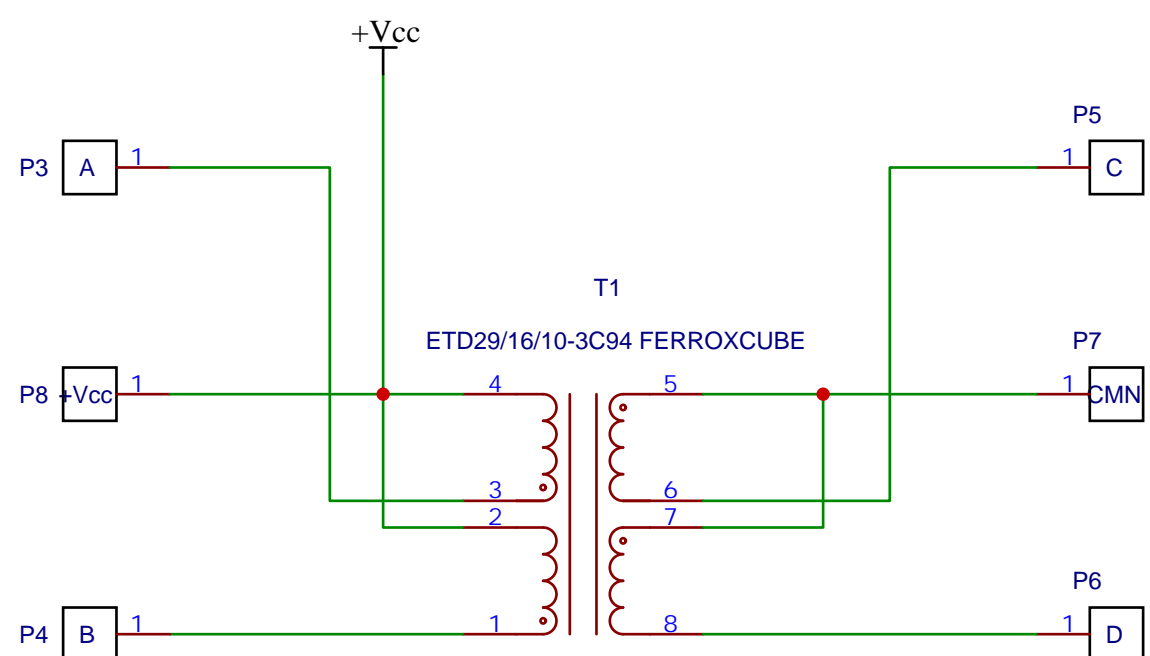 +Vcc
P5
P3 A 1
1 C
T1
ETD29/16/10-3C94 FERROXCUBE
P7
P8 +Vcc 1
4 5
1 CMN
3 6
2 7
P6
P4 B 1
1 8
1 D